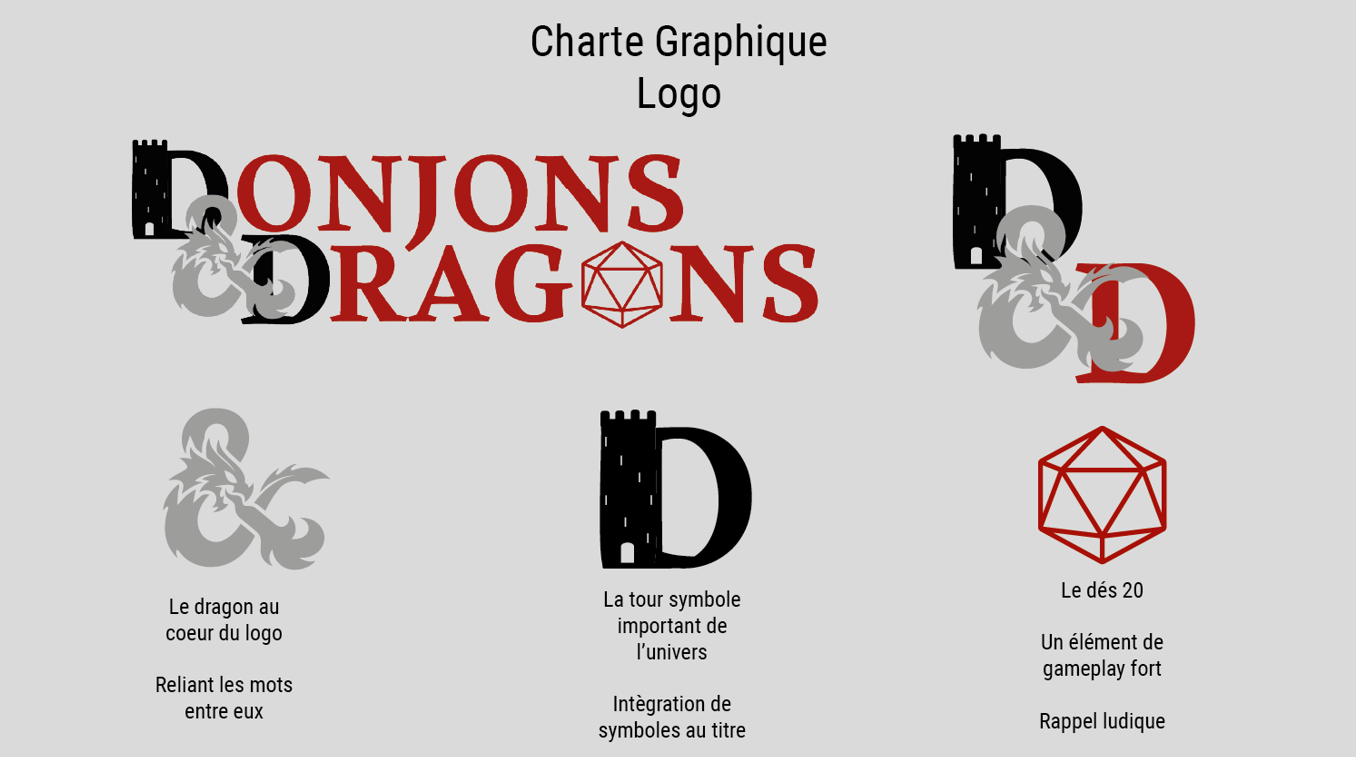 Charte Graphique
Logo
DONJONS
&
DRAGONS
D
&
D
&
D
Le dragon au
coeur du logo
Reliant les mots
entre eux
La tour symbole
important de
l’univers
Intègration de
symboles au titre
Le dés 20
Un élément de
gameplay fort
Rappel ludique